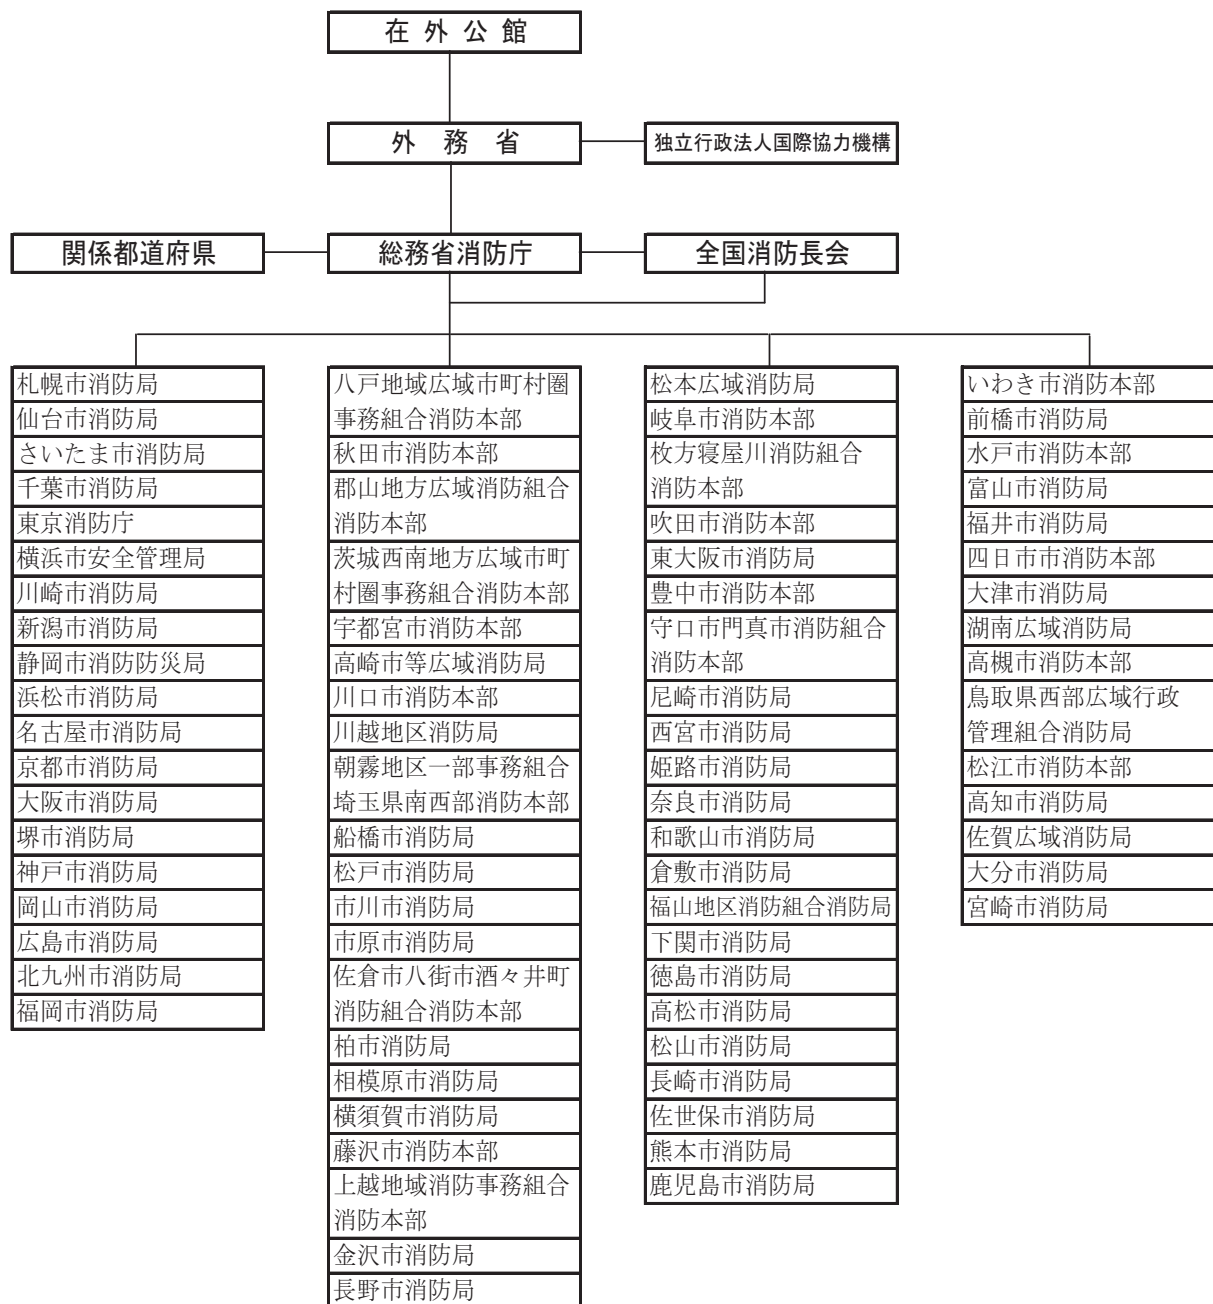 在外公館
外務省
独立行政法人国際協力機構
関係都道府県
総務省消防庁
全国消防長会
札幌市消防局
仙台市消防局
さいたま市消防局
千葉市消防局
東京消防庁
横浜市安全管理局
川崎市消防局
新潟市消防局
静岡市消防防災局
浜松市消防局
名古屋市消防局
京都市消防局
大阪市消防局
堺市消防局
神戸市消防局
岡山市消防局
広島市消防局
北九州市消防局
福岡市消防局
八戸地域広域市町村圏
事務組合消防本部
秋田市消防本部
郡山地方広域消防組合
消防本部
茨城西南地方広域市町
村圏事務組合消防本部
宇都宮市消防本部
高崎市等広域消防局
川口市消防本部
川越地区消防局
朝霧地区一部事務組合
埼玉県南西部消防本部
船橋市消防局
松戸市消防局
市川市消防局
市原市消防局
佐倉市八街市酒々井町
消防組合消防本部
柏市消防局
相模原市消防局
横須賀市消防局
藤沢市消防本部
上越地域消防事務組合
消防本部
金沢市消防局
長野市消防局
松本広域消防局
岐阜市消防本部
枚方寝屋川消防組合
消防本部
吹田市消防本部
東大阪市消防局
豊中市消防本部
守口市門真市消防組合
消防本部
尼崎市消防局
西宮市消防局
姫路市消防局
奈良市消防局
和歌山市消防局
倉敷市消防局
福山地区消防組合消防局
下関市消防局
徳島市消防局
高松市消防局
松山市消防局
長崎市消防局
佐世保市消防局
熊本市消防局
鹿児島市消防局
いわき市消防本部
前橋市消防局
水戸市消防本部
富山市消防局
福井市消防局
四日市市消防本部
大津市消防局
湖南広域消防局
高槻市消防本部
鳥取県西部広域行政
管理組合消防局
松江市消防本部
高知市消防局
佐賀広域消防局
大分市消防局
宮崎市消防局